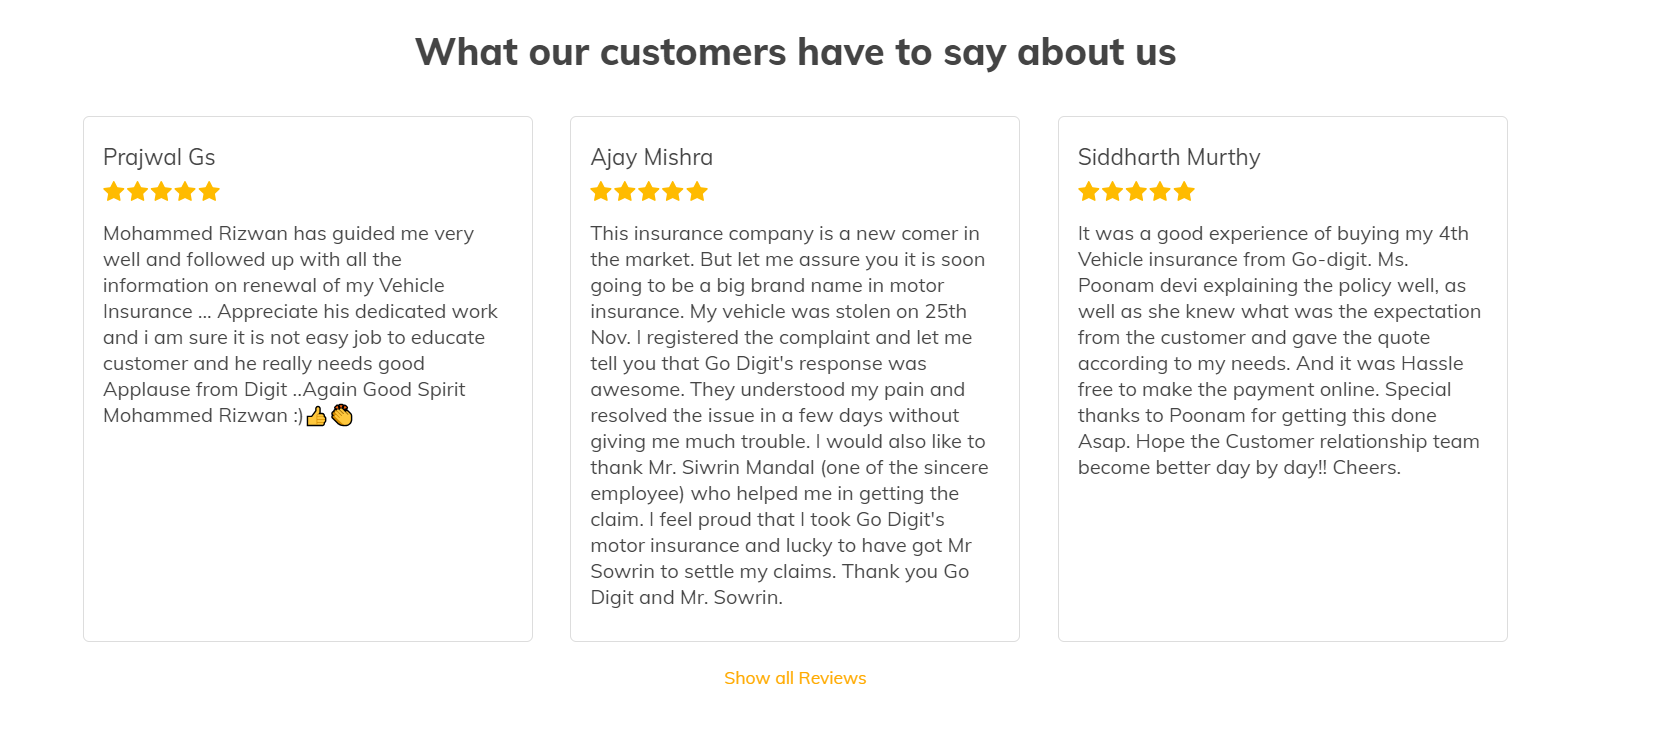 What our customers have to say about us
Prajwal Gs
Mohammed Rizwan has guided me very
well and followed up with all the
information on renewal of my Vehicle
Insurance ... Appreciate his dedicated work
and i am sure it is not easy job to educate
customer and he really needs good
Applause from Digit ..Again Good Spirit
Mohammed Rizwan :)👍👏
Ajay Mishra
This insurance company is a new comer in
the market. But let me assure you it is soon
going to be a big brand name in motor
insurance. My vehicle was stolen on 25th
Nov. I registered the complaint and let me
tell you that Go Digit's response was
awesome. They understood my pain and
resolved the issue in a few days without
giving me much trouble. I would also like to
thank Mr. Siwrin Mandal (one of the sincere
employee) who helped me in getting the
claim. I feel proud that I took Go Digit's
motor insurance and lucky to have got Mr
Sowrin to settle my claims. Thank you Go
Digit and Mr. Sowrin.
Siddharth Murthy
It was a good experience of buying my 4th
Vehicle insurance from Go-digit. Ms.
Poonam devi explaining the policy well, as
well as she knew what was the expectation
from the customer and gave the quote
according to my needs. And it was Hassle
free to make the payment online. Special
thanks to Poonam for getting this done
Asap. Hope the Customer relationship team
become better day by day!! Cheers.
Show all Reviews